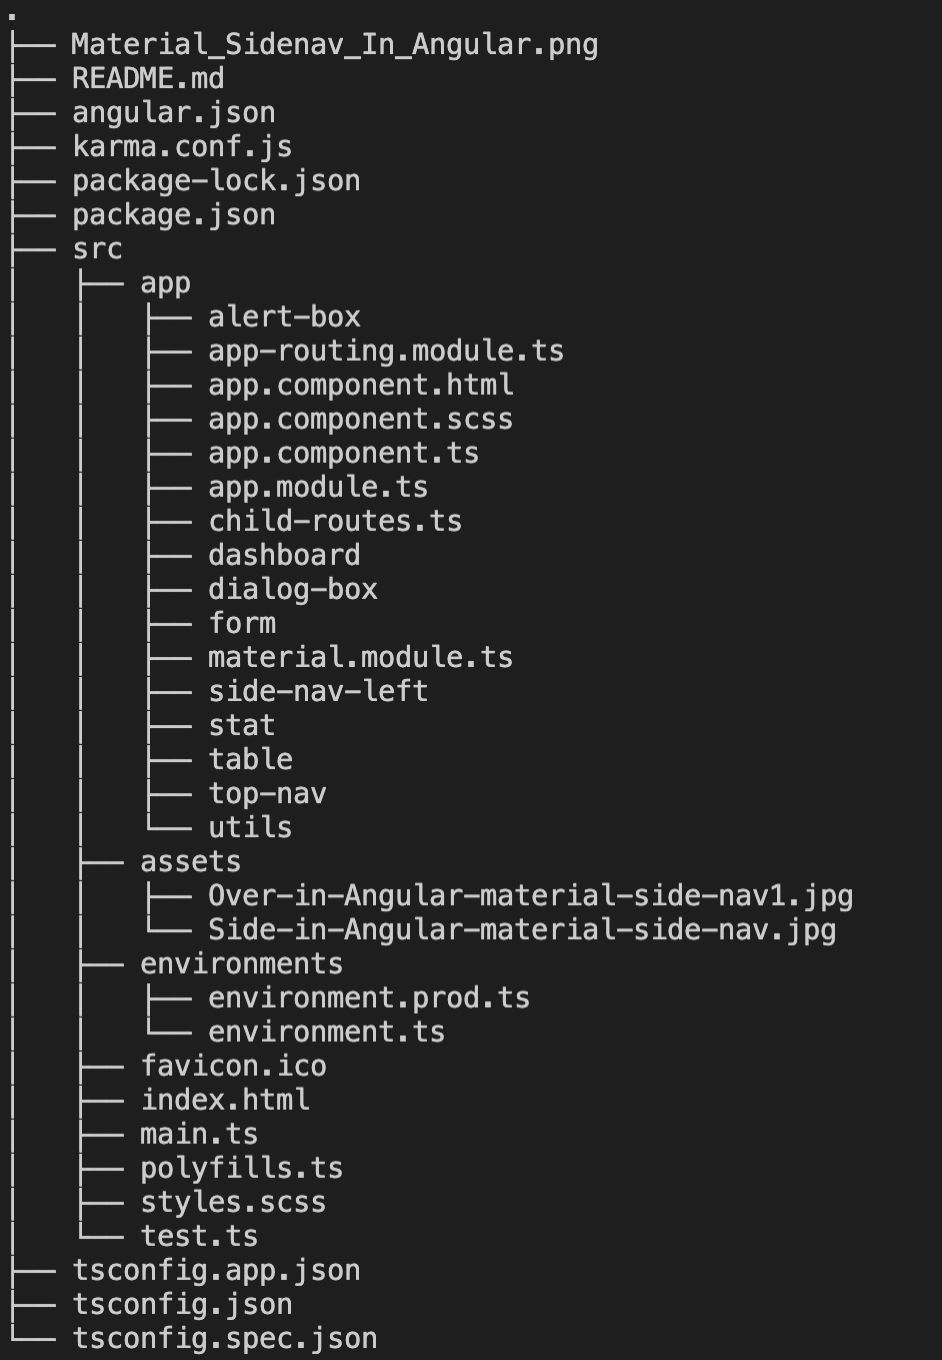 .
├── Material_Sidenav_In_Angular.png
├── README.md
├── angular.json
├── karma.conf.js
├── package-lock.json
├── package.json
├── src
│   ├── app
│   │   ├── alert-box
│   │   ├── app-routing.module.ts
│   │   ├── app.component.html
│   │   ├── app.component.scss
│   │   ├── app.component.ts
│   │   ├── app.module.ts
│   │   ├── child-routes.ts
│   │   ├── dashboard
│   │   ├── dialog-box
│   │   ├── form
│   │   ├── material.module.ts
│   │   ├── side-nav-left
│   │   ├── stat
│   │   ├── table
│   │   ├── top-nav
│   │   └── utils
│   ├── assets
│   │   ├── Over-in-Angular-material-side-nav1.jpg
│   │   └── Side-in-Angular-material-side-nav.jpg
│   ├── environments
│   │   ├── environment.prod.ts
│   │   └── environment.ts
│   ├── favicon.ico
│   ├── index.html
│   ├── main.ts
│   ├── polyfills.ts
│   ├── styles.scss
│   └── test.ts
├── tsconfig.app.json
├── tsconfig.json
└── tsconfig.spec.json